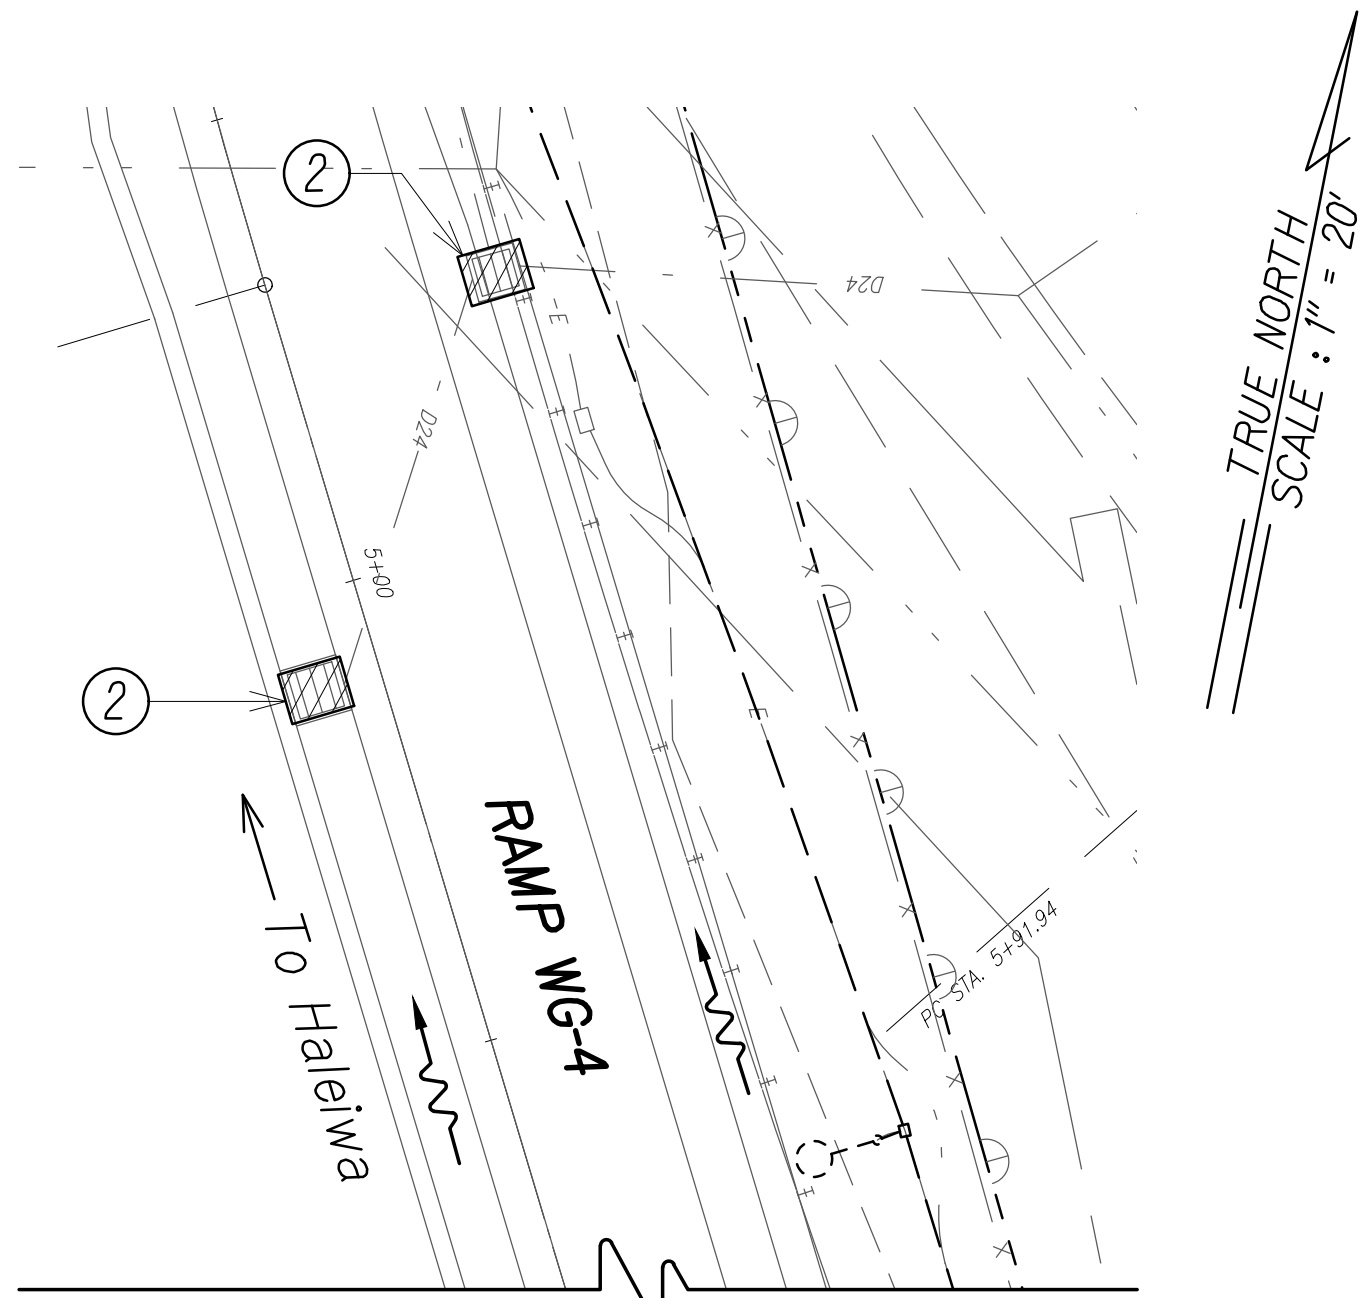 2
D24
TRUE NORTH
SCALE : 1" = 20'
E
D24
5+00
2
E
RAMP WG-4
To Haleiwa
PC STA. 5+91.94